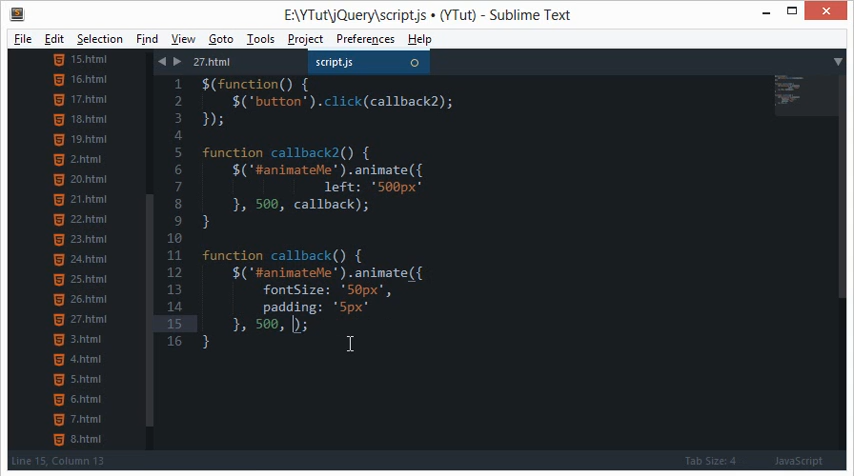 E:\YTut\jQuery\script.js • (YTut) - Sublime Text
File Edit Selection Find View Goto Tools Project Preferences Help
15.html
16.html
17.html
18.html
19.html
2.html
20.html
21.html
22.html
23.html
24.html
25.html
26.html
27.html
3.html
4.html
5.html
6.html
7.html
8.html
27.html script.js
1 $(function() {
2 $('button').click(callback2);
3 });
4
5 function callback2() {
6 $('#animateMe').animate({
7 left: '500px'
8 }, 500, callback);
9 }
10
11 function callback() {
12 $('#animateMe').animate({
13 fontSize: '50px',
14 padding: '5px'
15 }, 500, );
16 }
Line 15, Column 13 Tab Size: 4 JavaScript